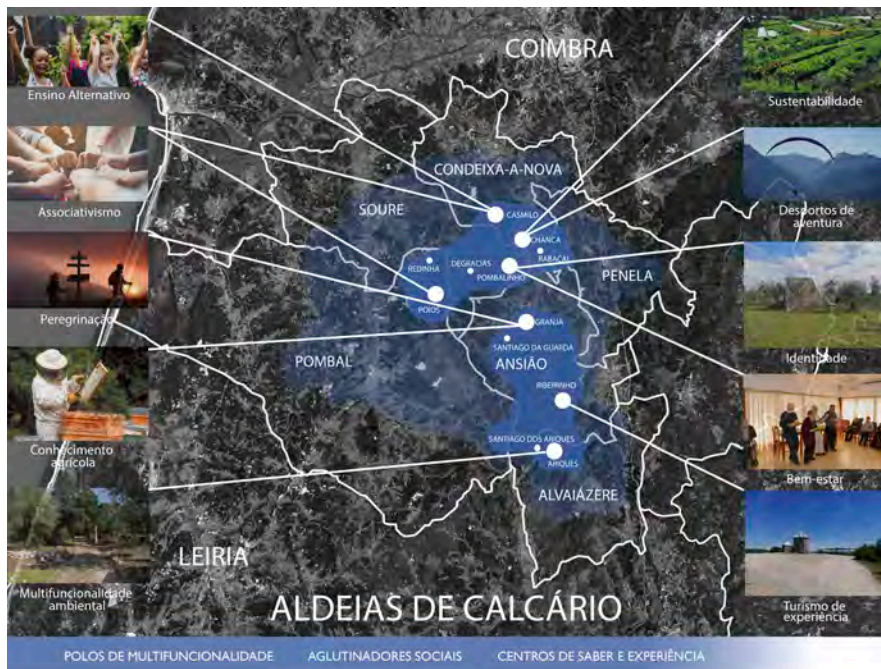 COIMBRA
Ensino Alternativo
Sustentabilidade
CONDEIXA-A-NOVA
SOURE
CASMILO
Associativismo
Desportos de
aventura
CHANCA
RABAÇAL
REDINHA
DEGRACIAS
POMBALINHO
PENELA
POIOS
Peregrinação
GRANJA
SANTIAGO DA GUARDA
POMBAL
ANSIÃO
Identidade
RIBEIRINHO
Conhecimento
agrícola
SANTIAGO DOS ARIQUES
ARIQUES
Bem-estar
ALVAIÁZERE
LEIRIA
Multifuncionalidade
ambiental
ALDEIAS DE CALCÁRIO
Turismo de
experiência
POLOS DE MULTIFUNCIONALIDADE
AGLUTINADORES SOCIAIS
CENTROS DE SABER E EXPERIÊNCIA